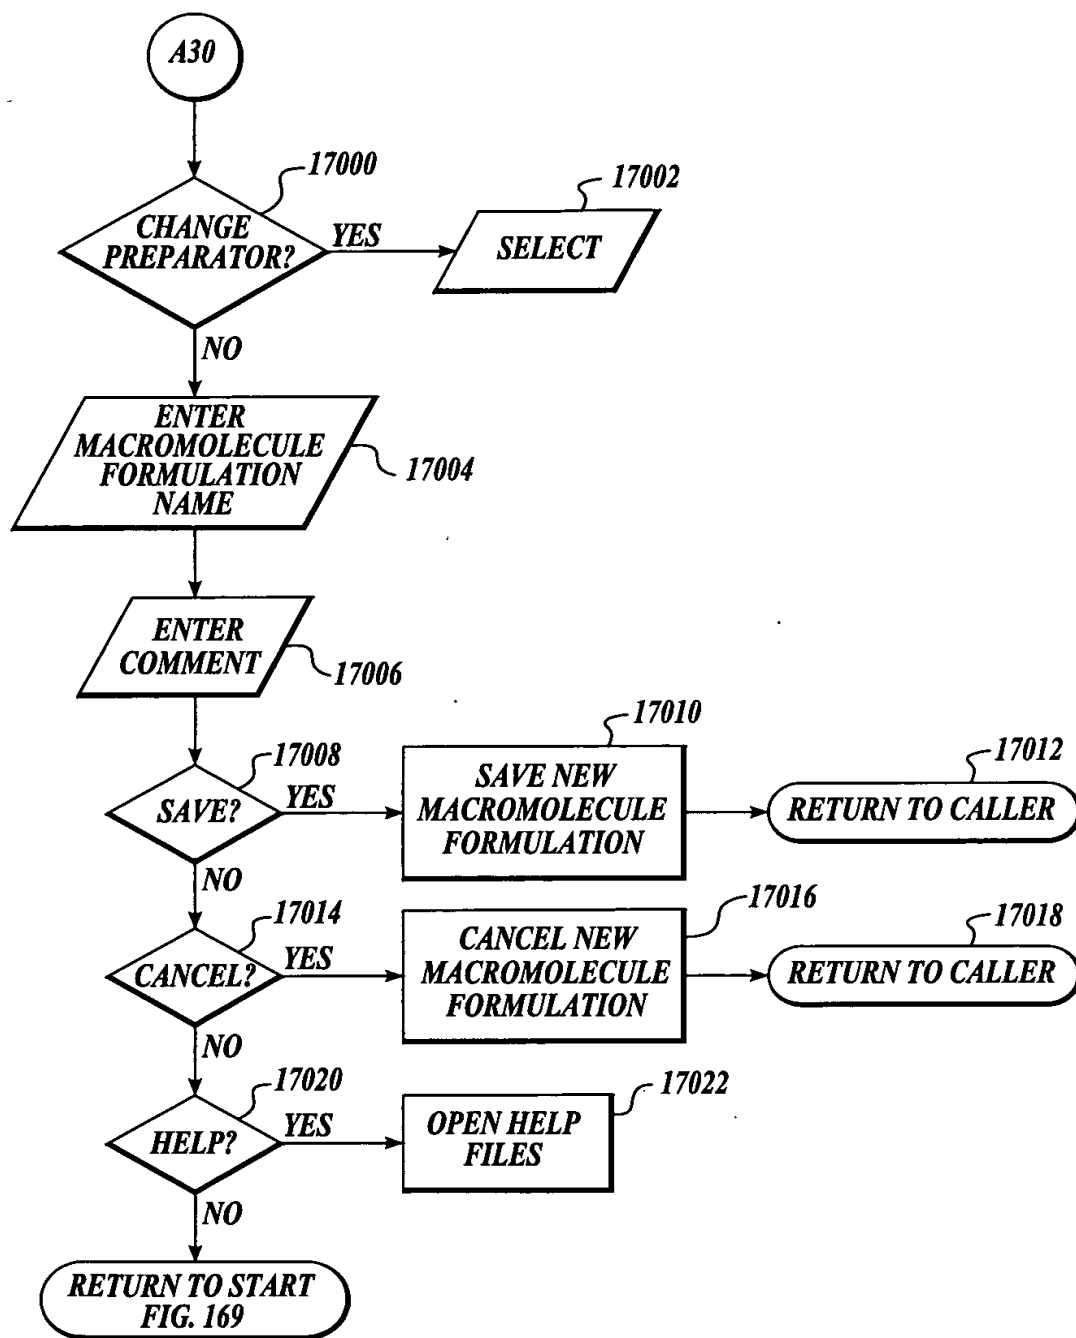 A30
17000
CHANGE
PREPARATOR?
YES
17002
SELECT
NO
ENTER
MACROMOLECULE
FORMULATION
NAME
17004
ENTER
COMMENT
17006
17008
SAVE?
YES
17010
SAVE NEW
MACROMOLECULE
FORMULATION
17012
RETURN TO CALLER
NO
17014
CANCEL?
YES
17016
CANCEL NEW
MACROMOLECULE
FORMULATION
17018
RETURN TO CALLER
NO
17020
HELP?
YES
17022
OPEN HELP
FILES
NO
RETURN TO START
FIG. 169